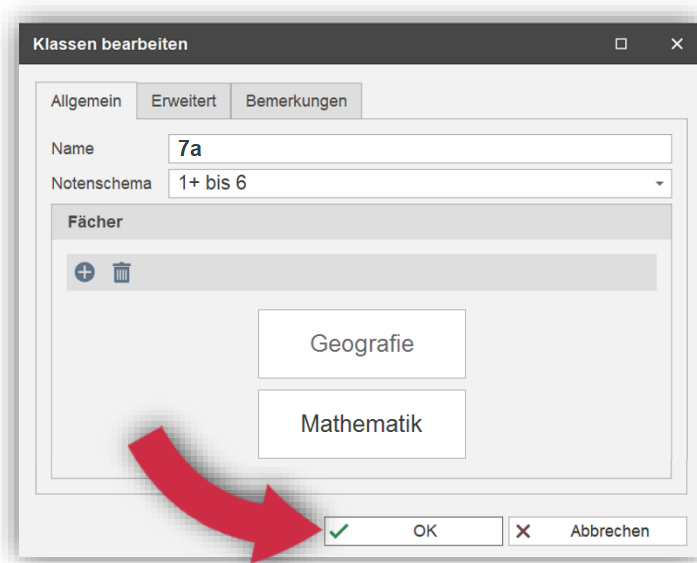 Klassen bearbeiten
Allgemein Erweitert Bemerkungen
Name 7a
Notenschema 1+ bis 6
Fächer
Geografie
Mathematik
OK Abbrechen